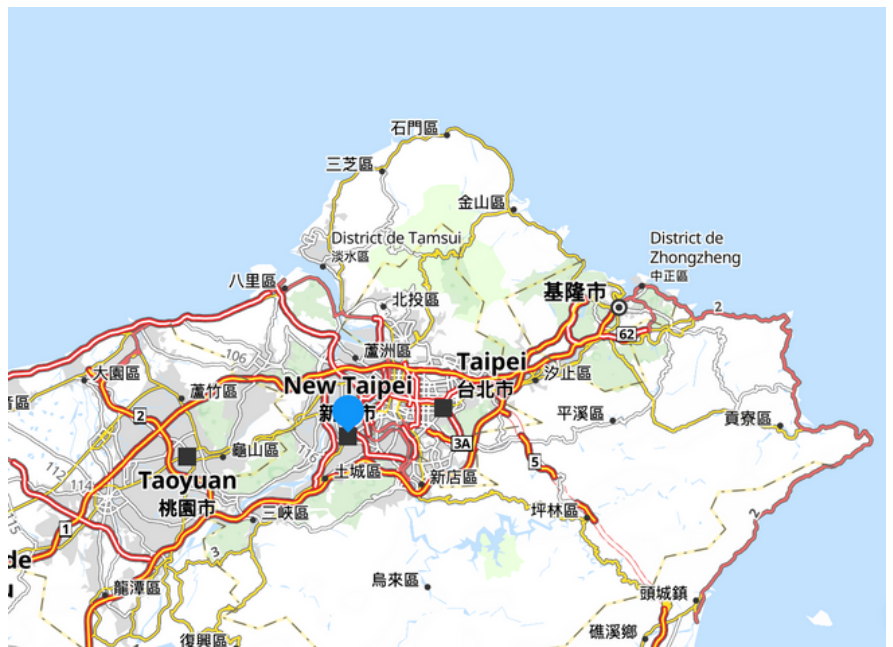 石門區
三芝區
金山區
District de Tamsui
淡水區
District de
Zhongzheng
中正區
八里區
北投區
基隆市
2
62
106
蘆洲區
Taipei
台北市
汐止區
大園區
New Taipei
蘆竹區
2
平溪區
貢寮區
3A
龜山區
116
5
112
114
Taoyuan
桃園市
土城區
新店區
2
三峽區
坪林區
1
115
3
de
烏來區
龍潭區
頭城鎮
復興區
礁溪鄉